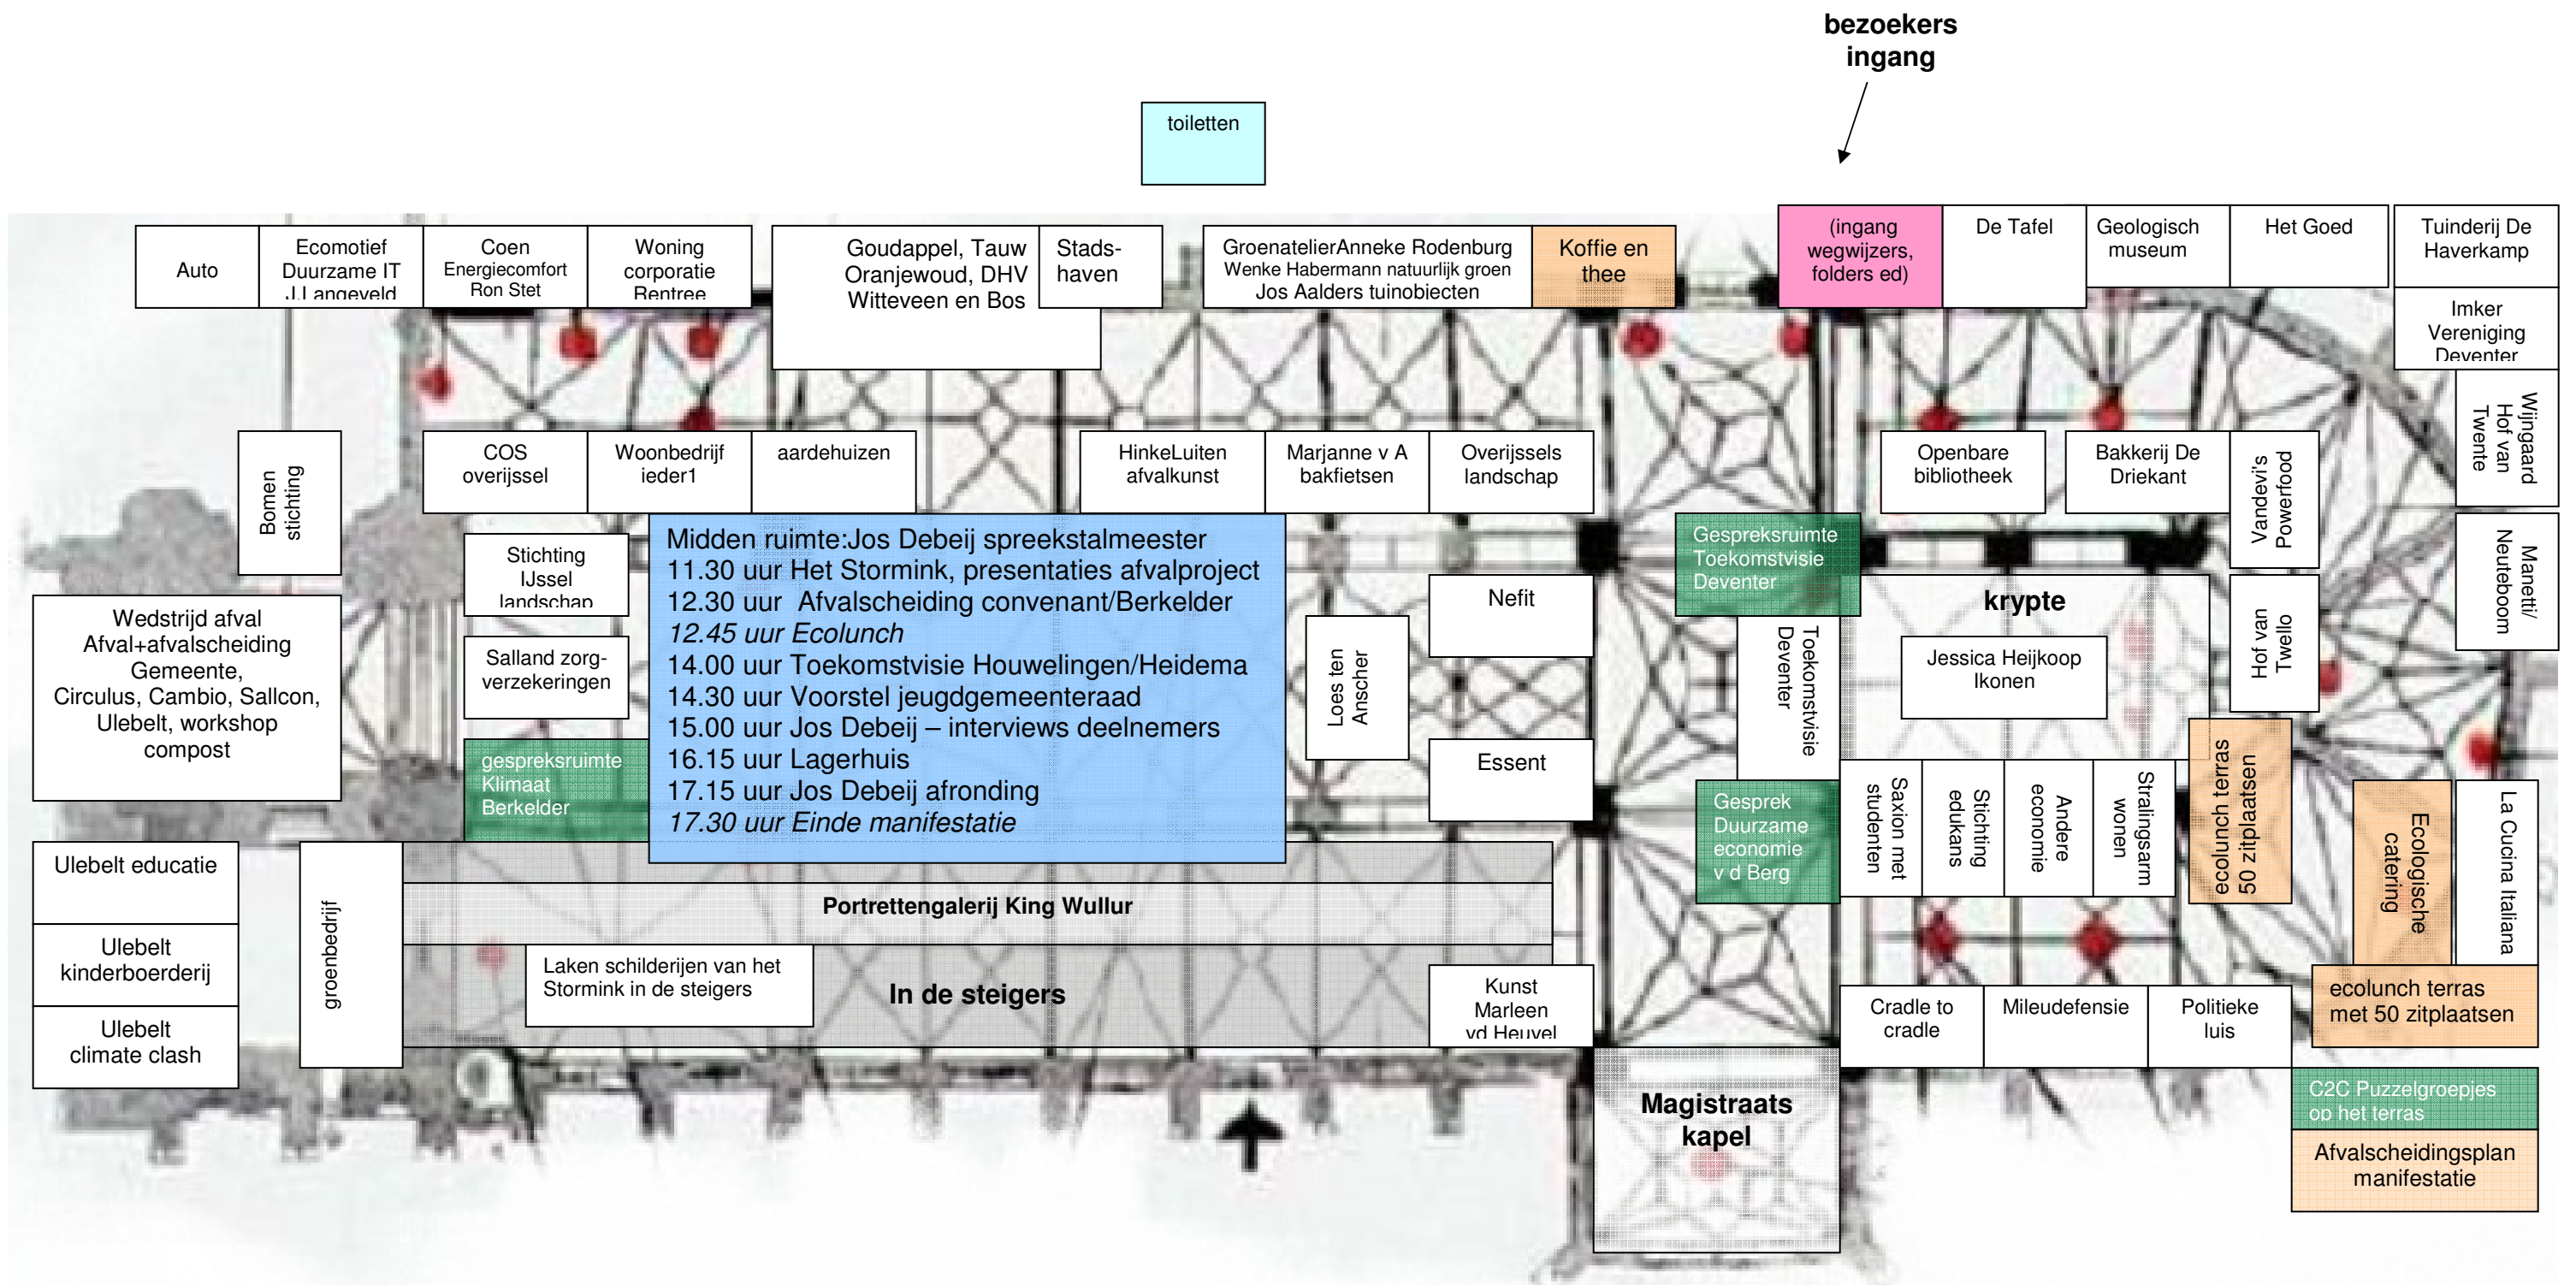 bezoekers
ingang
toiletten
Auto
Ecomotief
Duurzame IT
J.Langeveld
Coen
Energiecomfort
Ron Stet
Woning
corporatie
Rentree
Goudappel, Tauw
Oranjewoud, DHV
Witteveen en Bos
Stads-
haven
GroenatelierAnneke Rodenburg
Wenke Habermann natuurlijk groen
Jos Aalders tuinobjecten
Koffie en
thee
(ingang
wegwijzers,
folders ed)
De Tafel
Geologisch
museum
Het Goed
Tuinderij De
Haverkamp
Imker
Vereniging
Deventer
Wijngaard
Hof van
Twente
Manetti/
Neuteboom
Bomen
stichting
COS
overijssel
Woonbedrijf
ieder1
aardehuizen
HinkeLuiten
afvalkunst
Marjanne v A
bakfietsen
Overijssels
landschap
Openbare
bibliotheek
Bakkerij De
Driekant
Vandevi's
Powerfood
Hof van
Twello
Stichting
IJssel
landschap
Salland zorg-
verzekeringen
gespreksruimte
Klimaat
Berkelder
Midden ruimte:Jos Debeij spreekstalmeester
11.30 uur Het Stormink, presentaties afvalproject
12.30 uur Afvalscheiding convenant/Berkelder
12.45 uur Ecolunch
14.00 uur Toekomstvisie Houwelingen/Heidema
14.30 uur Voorstel jeugdgemeenteraad
15.00 uur Jos Debeij – interviews deelnemers
16.15 uur Lagerhuis
17.15 uur Jos Debeij afronding
17.30 uur Einde manifestatie
Loes ten
Nefit
Essent
Gespreksruimte
Toekomstvisie
Deventer
Toekomstvisie
Deventer
krypte
Jessica Heijkoop
Ikonen
Gesprek
Duurzame
economie
v d Berg
Saxion met
studenten
Stichting
edukans
Andere
economie
Stralingsarm
wonen
ecolunch terras
50 zitplaatsen
Ecologische
catering
La Cucina Italiana
Wedstrijd afval
Afval+afvalscheiding
Gemeente,
Circulus, Cambio, Sallcon,
Ulebelt, workshop
compost
Ulebelt educatie
Ulebelt
kinderboerderij
Ulebelt
climate clash
groenbedrijf
Portrettengalerij King Wullur
Laken schilderijen van het
Stormink in de steigers
In de steigers
Kunst
Marleen
vd Heuvel
Cradle to
cradle
Mileudefensie
Politieke
luis
ecolunch terras
met 50 zitplaatsen
Magistraats
kapel
C2C Puzzelgroepjes
op het terras
Afvalscheidingsplan
manifestatie